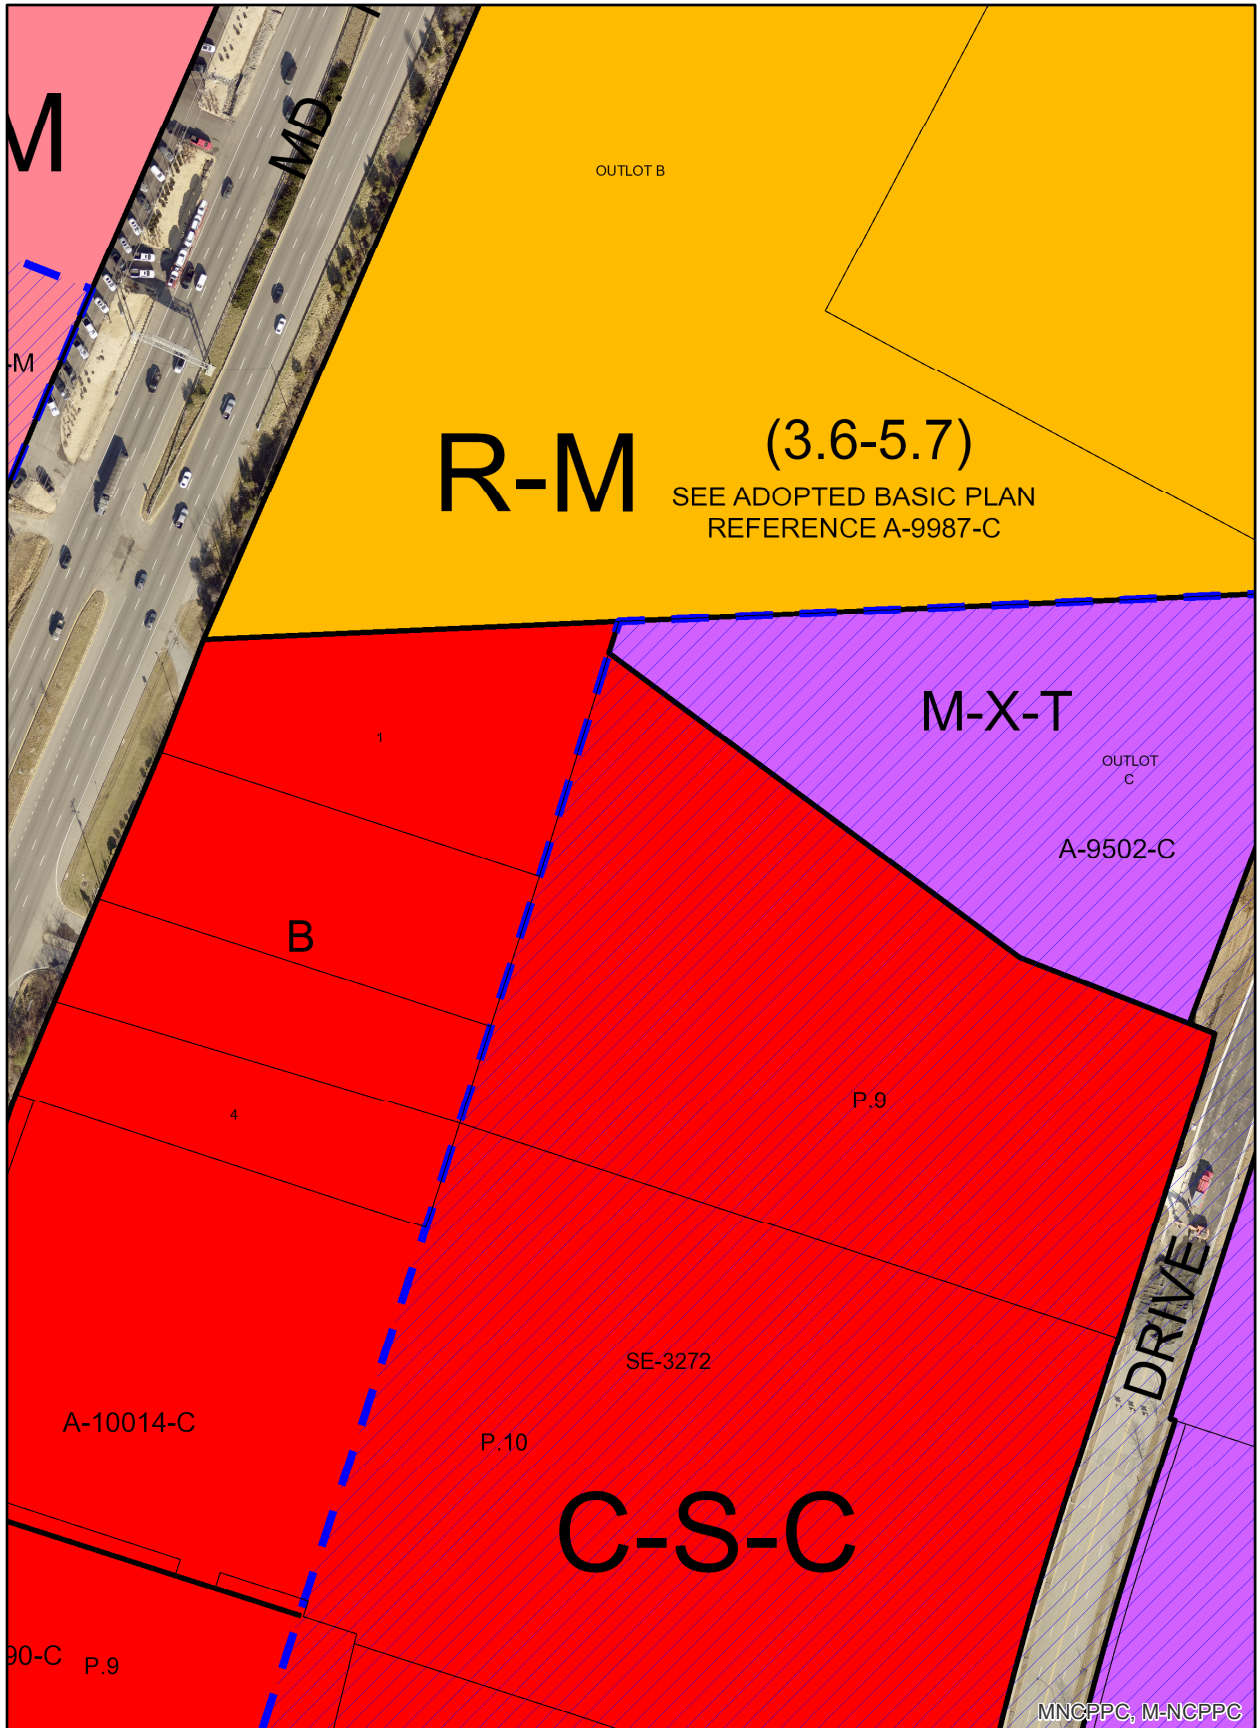 M
MD.
OUTLOT B
-M
R-M
(3.6-5.7)
SEE ADOPTED BASIC PLAN
REFERENCE A-9987-C
M-X-T
1
OUTLOT
C
A-9502-C
B
P.9
4
DRIVE
SE-3272
A-10014-C
P.10
C-S-C
90-C
P.9
MNCPPC, M-NCPPC